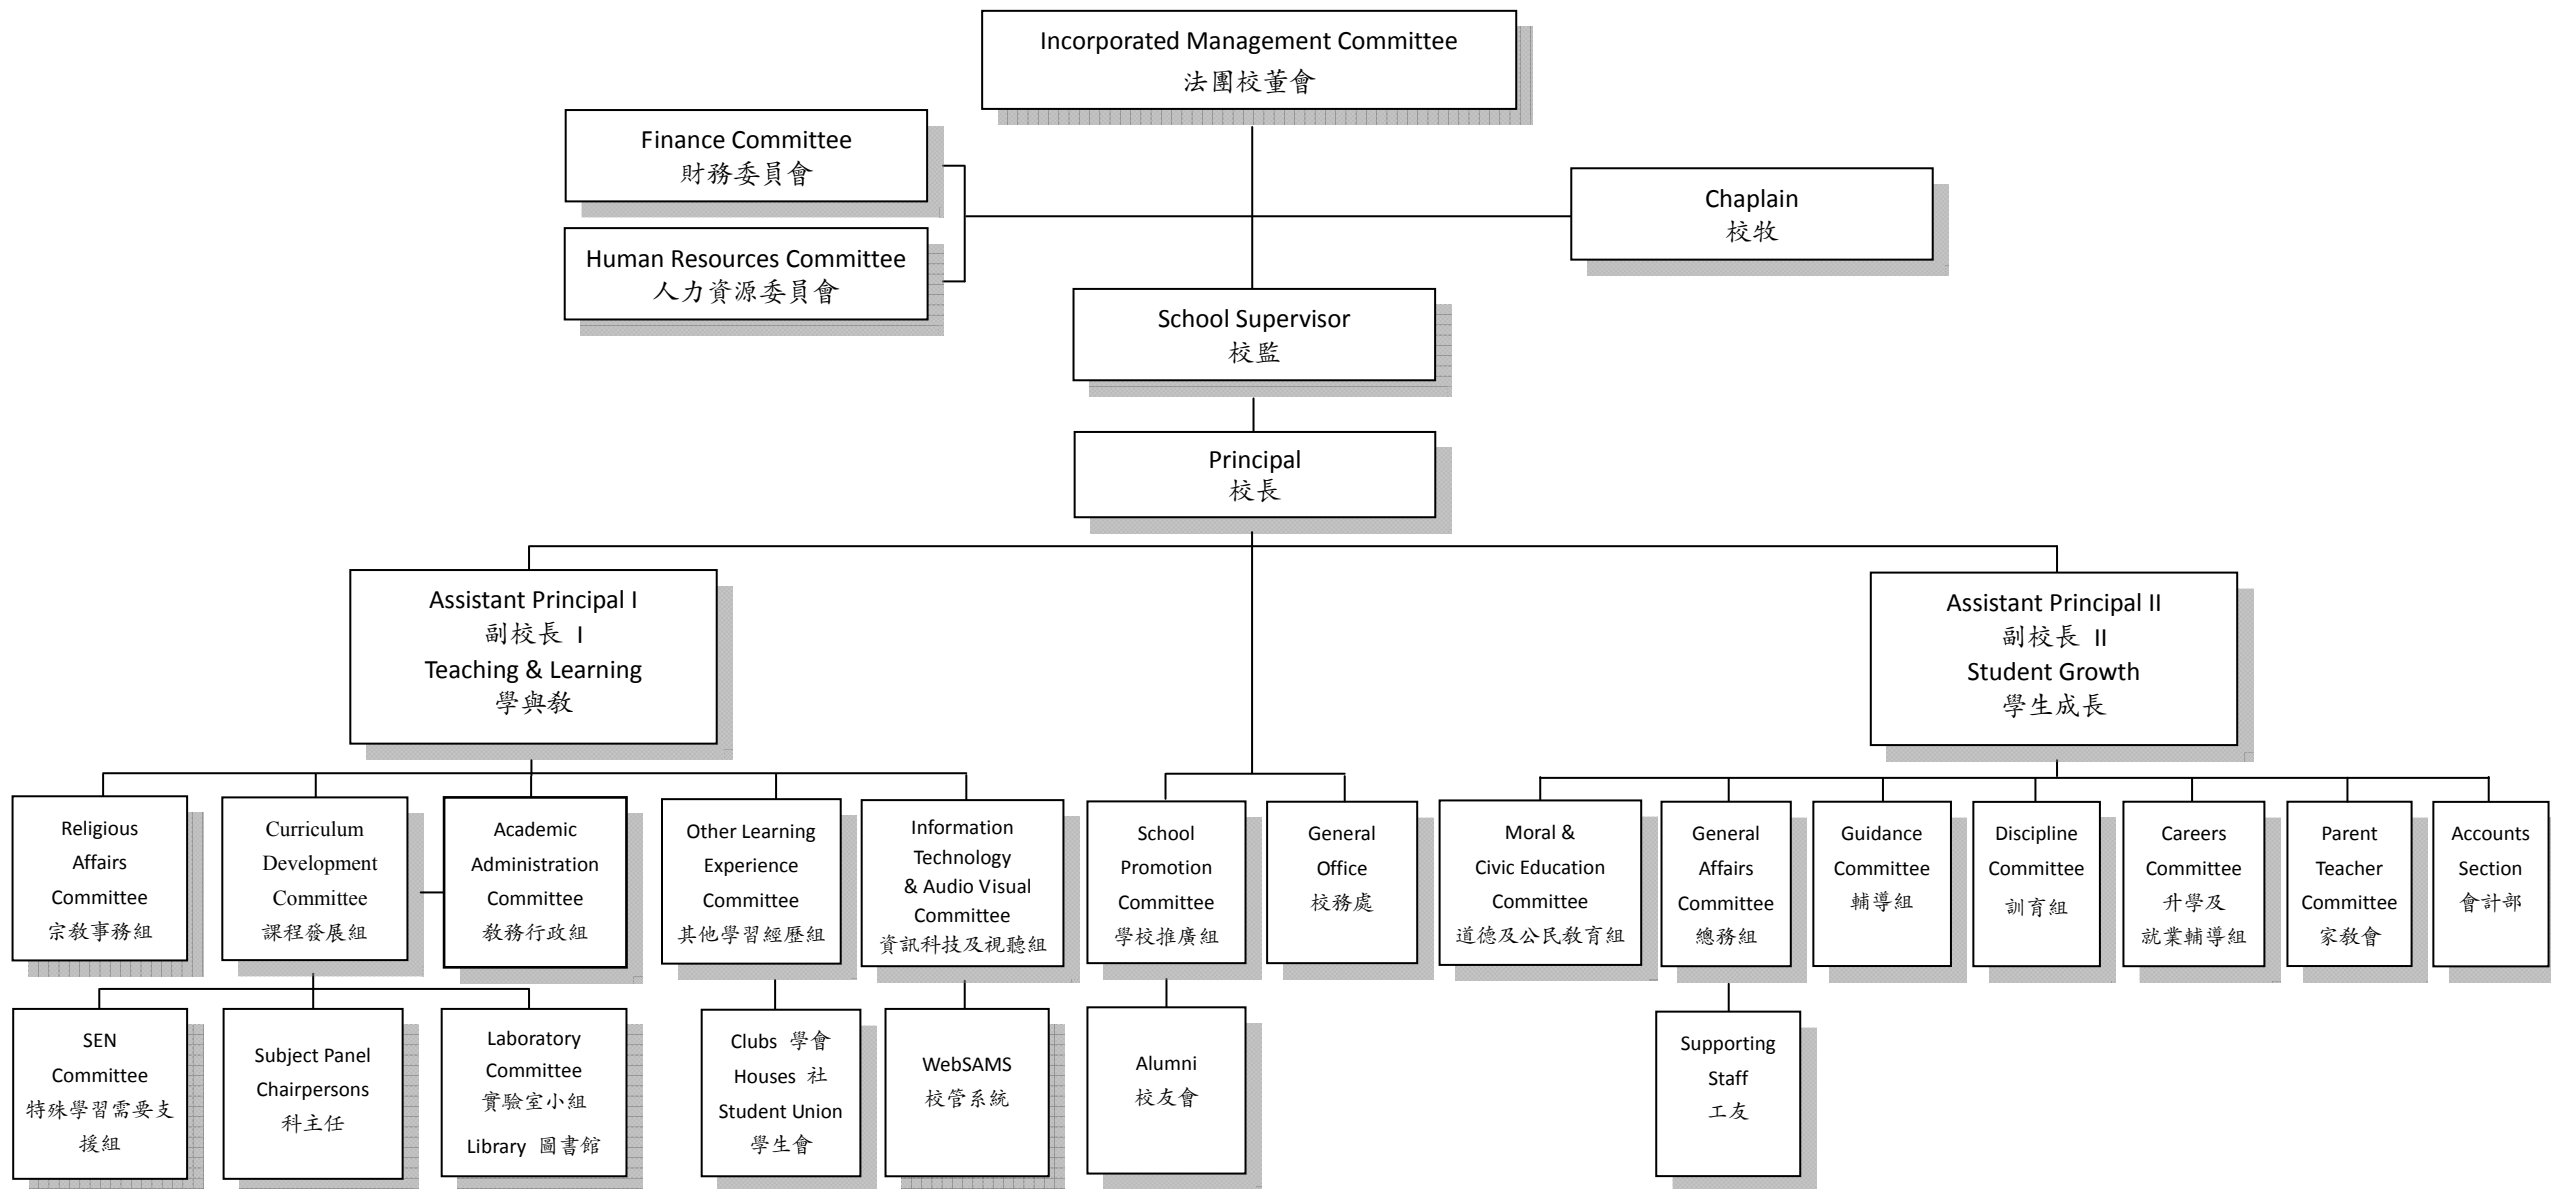 Incorporated Management Committee
法團校董會
Finance Committee
財務委員會
Chaplain
校牧
Human Resources Committee
人力資源委員會
School Supervisor
校監
Principal
校長
Assistant Principal I
副校長 I
Teaching & Learning
學與教
Assistant Principal II
副校長 II
Student Growth
學生成長
Religious
Affairs
Committee
宗教事務組
Curriculum
Development
Committee
課程發展組
Academic
Administration
Committee
教務行政組
Other Learning
Experience
Committee
其他學習經歷組
Information
Technology
& Audio Visual
Committee
資訊科技及視聽組
School
Promotion
Committee
學校推廣組
General
Office
校務處
Moral &
Civic Education
Committee
道德及公民教育組
General
Affairs
Committee
總務組
Guidance
Committee
輔導組
Discipline
Committee
訓育組
Careers
Committee
升學及
就業輔導組
Parent
Teacher
Committee
家教會
Accounts
Section
會計部
SEN
Committee
特殊學習需要支
援組
Subject Panel
Chairpersons
科主任
Laboratory
Committee
實驗室小組
Library 圖書館
Clubs 學會
Houses 社
Student Union
學生會
WebSAMS
校管系統
Alumni
校友會
Supporting
Staff
工友